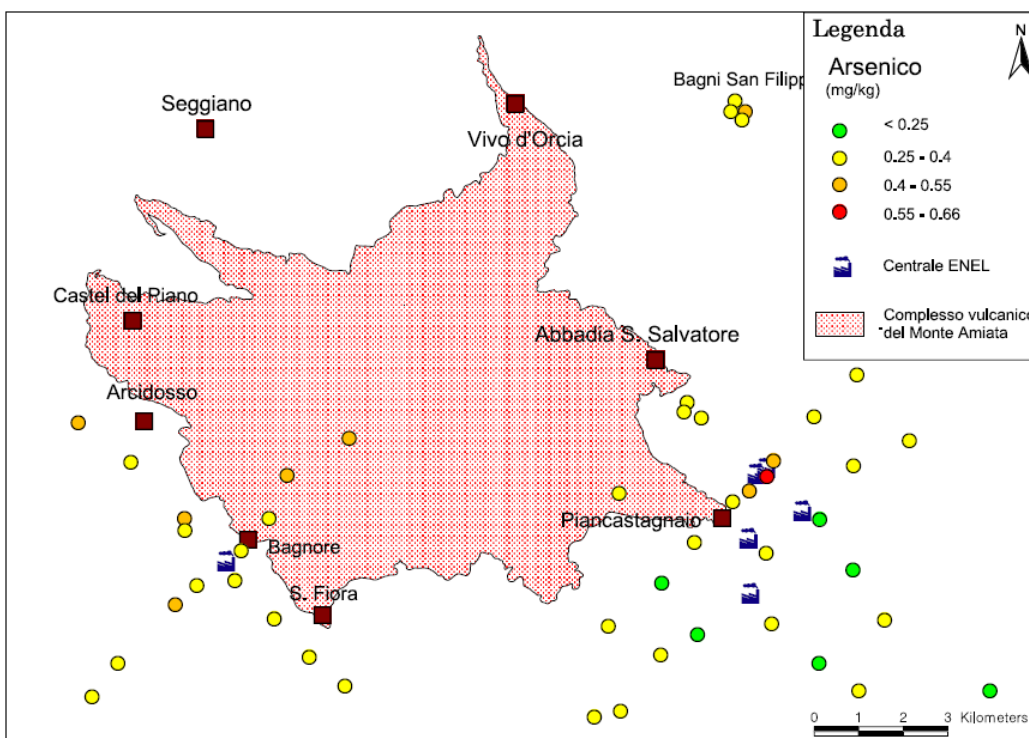 Legenda
N
Arsenico
(mg/kg)
< 0.25
0.25 - 0.4
0.4 - 0.55
0.55 - 0.66
Centrale ENEL
Complesso vulcanico
del Monte Amiata
Bagni San Filipp
Seggiano
Vivo d'Orcia
Castel del Piano
Abbadia S. Salvatore
Arcidosso
Piancastagnaio
Bagnore
S. Fiora
0 1 2 3 Kilometers